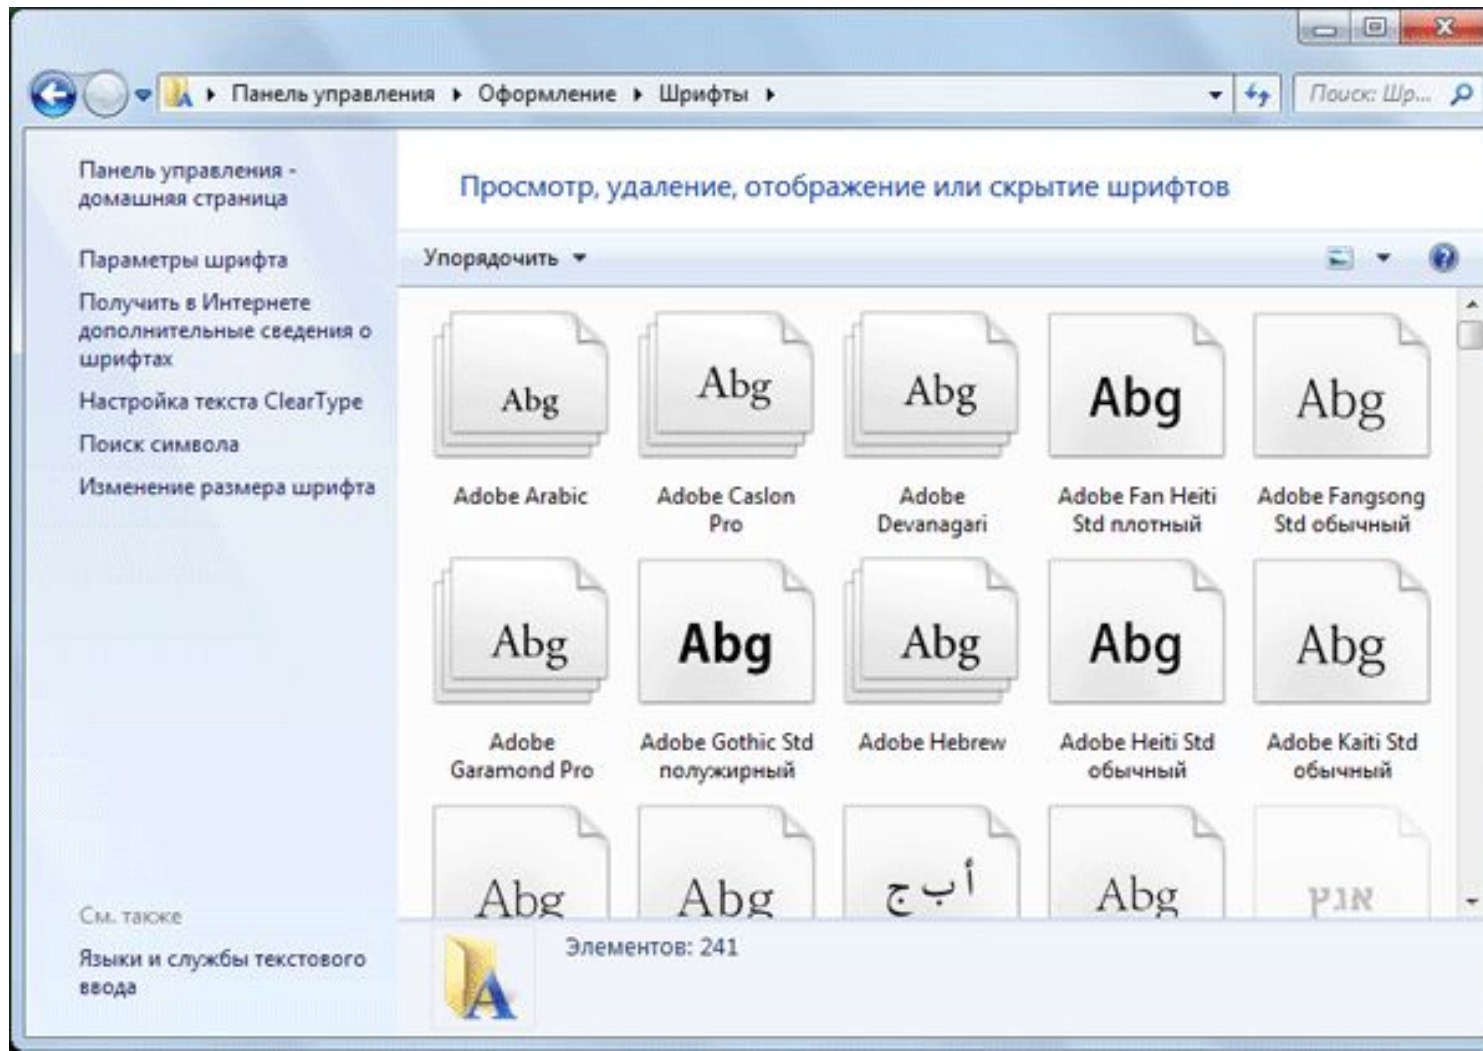 Панель управления ▸ Оформление ▸ Шрифты ▸
Поиск: Шр...
Панель управления -
домашняя страница
Параметры шрифта
Получить в Интернете
дополнительные сведения о
шрифтах
Настройка текста ClearType
Поиск символа
Изменение размера шрифта
См. также
Языки и службы текстового
ввода
Просмотр, удаление, отображение или скрытие шрифтов
Упорядочить
Abg Abg Abg Abg Abg
Adobe Arabic
Adobe Caslon
Pro
Adobe
Devanagari
Adobe Fan Heiti
Std плотный
Adobe Fangsong
Std обычный
Abg Abg Abg Abg Abg
Adobe
Garamond Pro
Adobe Gothic Std
полужирный
Adobe Hebrew
Adobe Heiti Std
обычный
Adobe Kaiti Std
обычный
Abg Abg أ ب ج Abg אנץ
Элементов: 241